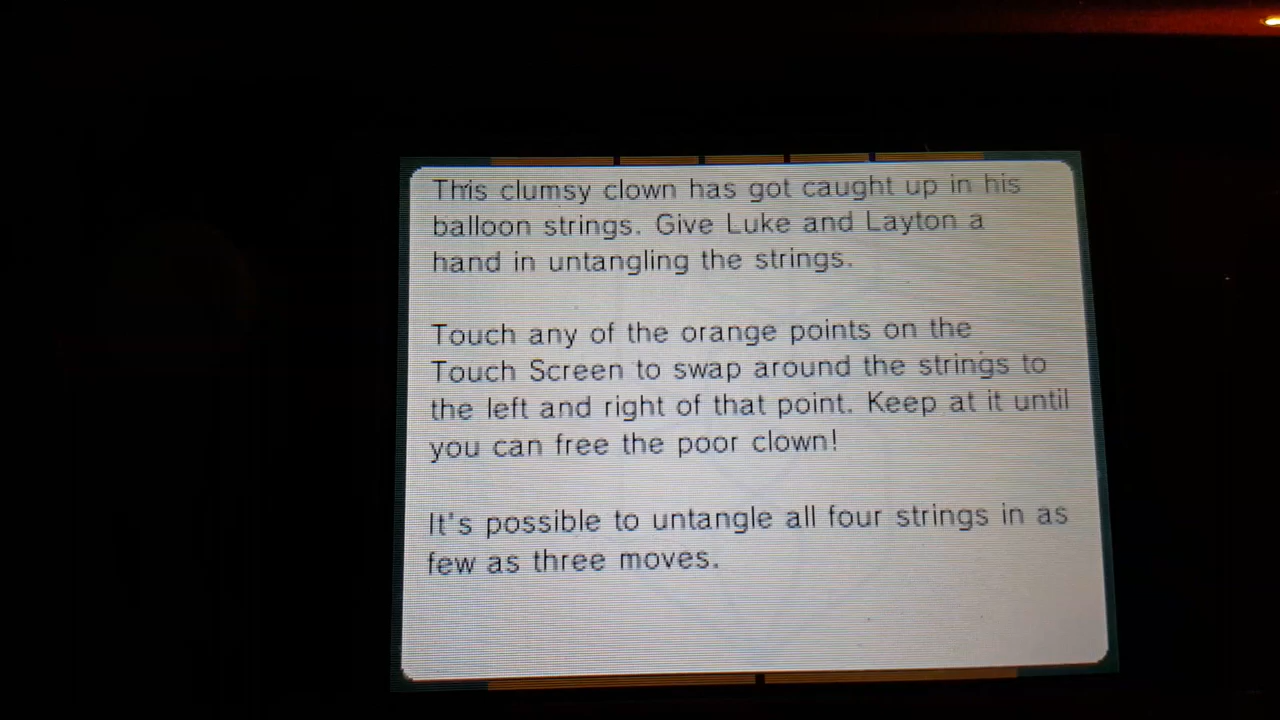 This clumsy clown has got caught up in his
balloon strings. Give Luke and Layton a
hand in untangling the strings.
Touch any of the orange points on the
Touch Screen to swap around the strings to
the left and right of that point. Keep at it until
you can free the poor clown!
It's possible to untangle all four strings in as
few as three moves.